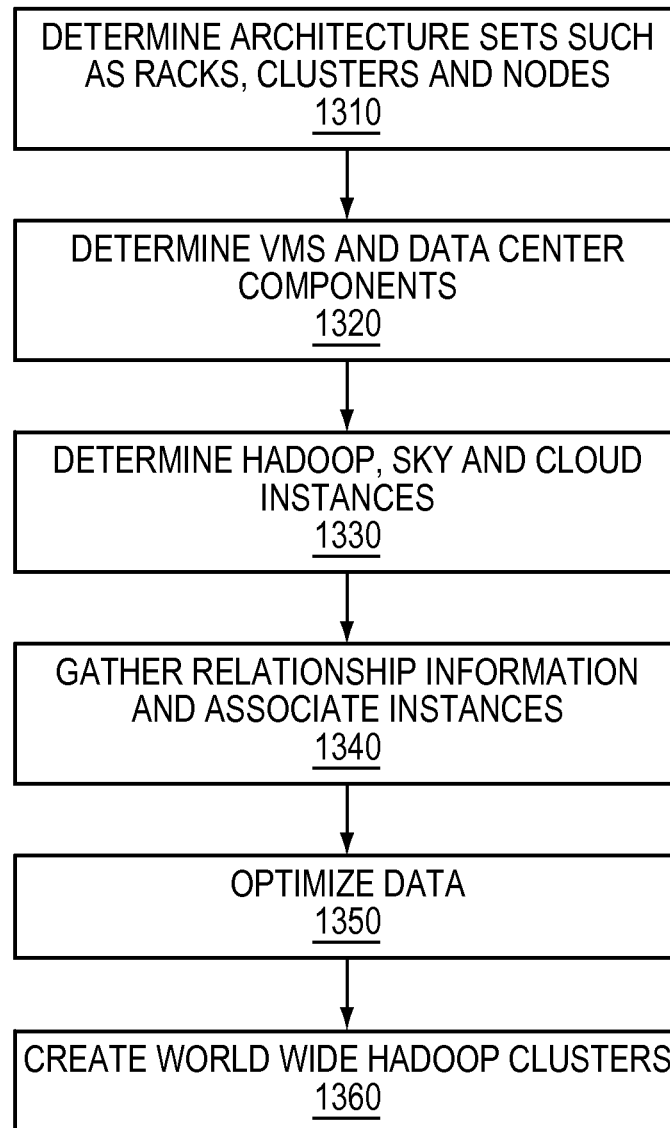 DETERMINE ARCHITECTURE SETS SUCH
AS RACKS, CLUSTERS AND NODES
1310
DETERMINE VMS AND DATA CENTER
COMPONENTS
1320
DETERMINE HADOOP, SKY AND CLOUD
INSTANCES
1330
GATHER RELATIONSHIP INFORMATION
AND ASSOCIATE INSTANCES
1340
OPTIMIZE DATA
1350
CREATE WORLD WIDE HADOOP CLUSTERS
1360